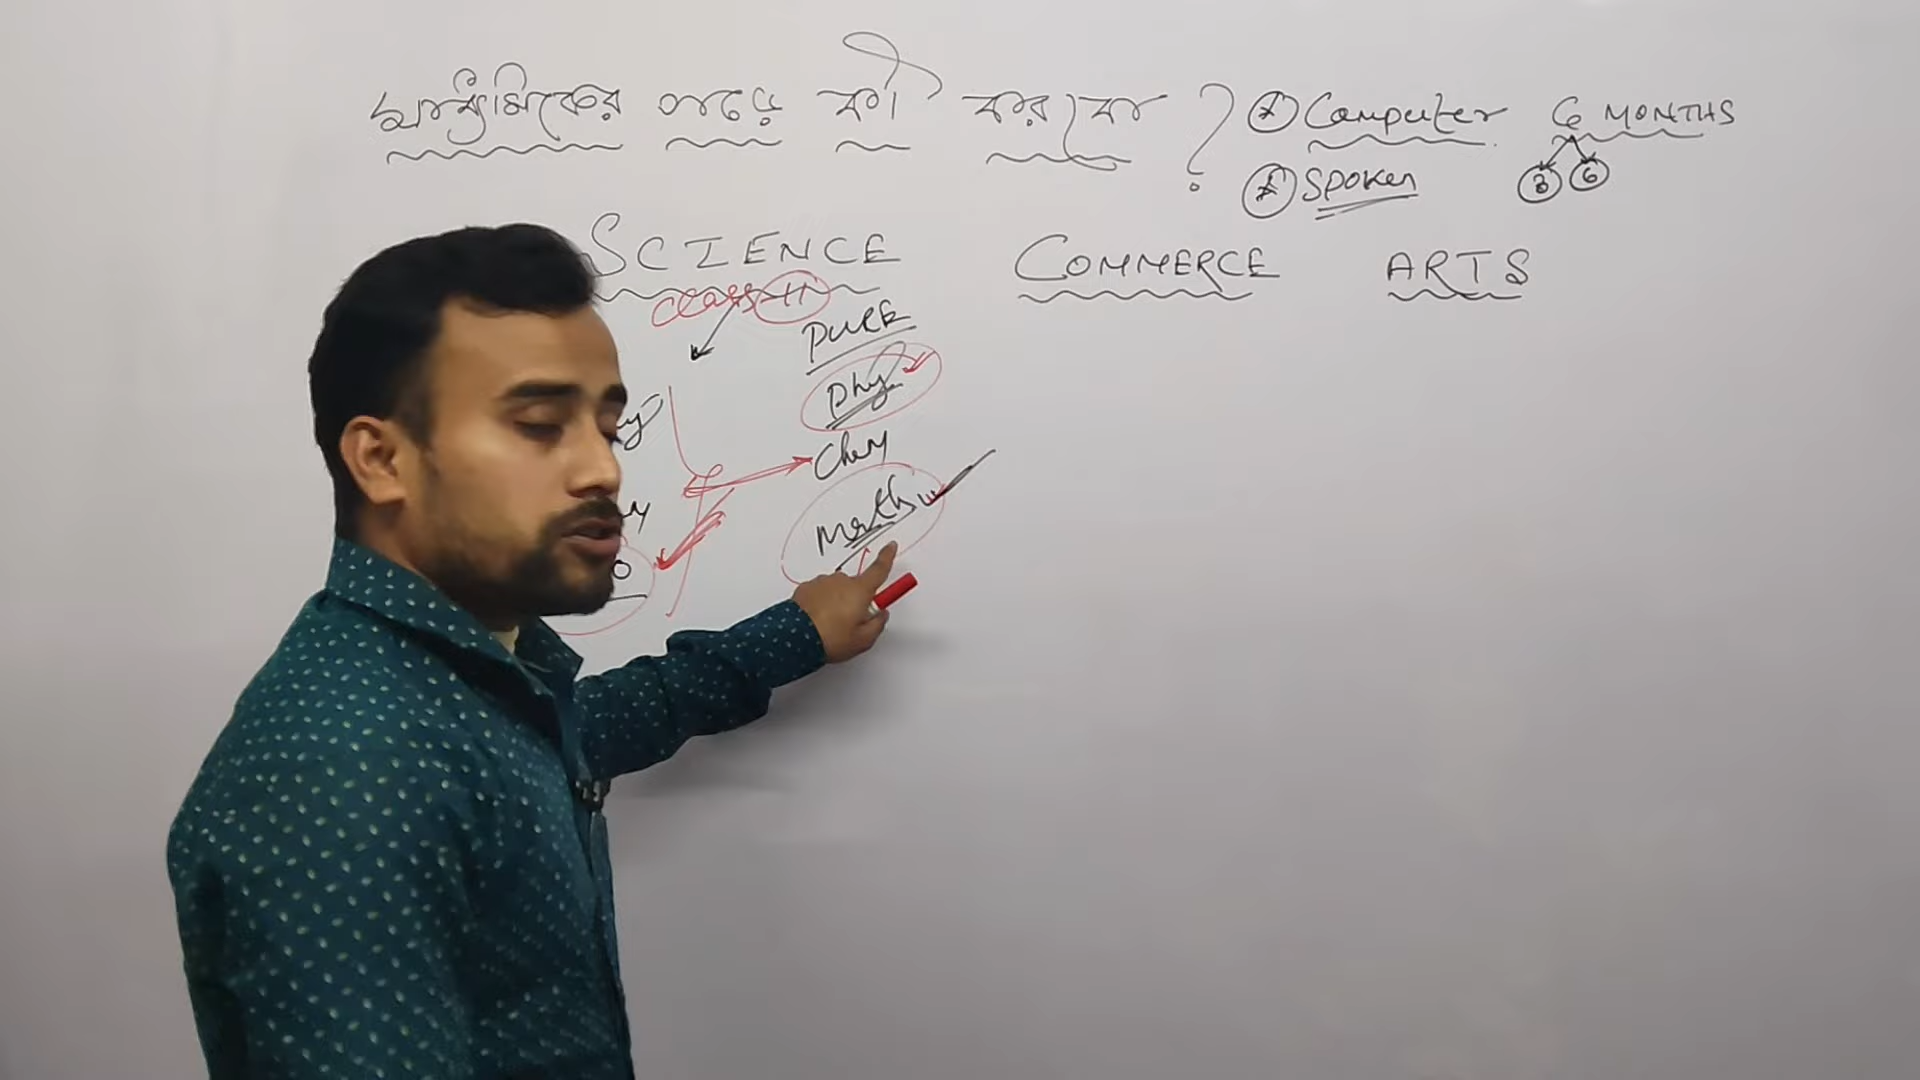 মাধ্যমিকের পরে কী করবো ? ① Computer 6 MONTHS
② Spoken 3 6
SCIENCE COMMERCE ARTS
class-11
PURE
Phy
Chem
Math